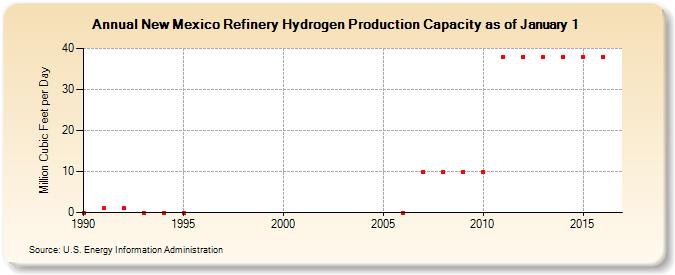 Annual New Mexico Refinery Hydrogen Production Capacity as of January 1
Million Cubic Feet per Day
40
30
20
10
0
1990 1995 2000 2005 2010 2015
Source: U.S. Energy Information Administration